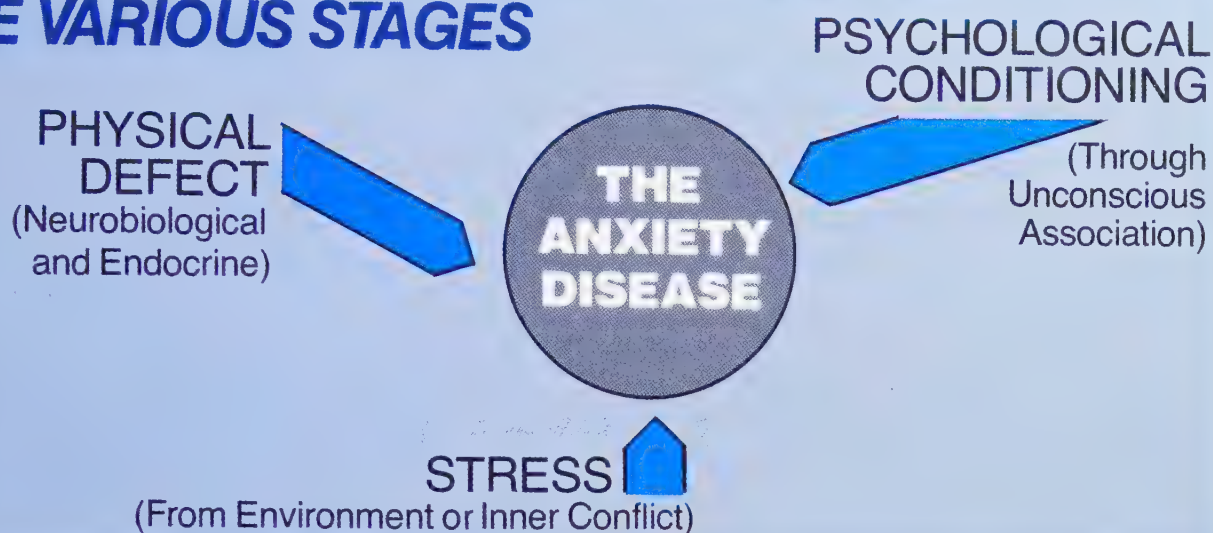 E VARIOUS STAGES
PHYSICAL
DEFECT
(Neurobiological
and Endocrine)
PSYCHOLOGICAL
CONDITIONING
(Through
Unconscious
Association)
THE
ANXIETY
DISEASE
STRESS
(From Environment or Inner Conflict)